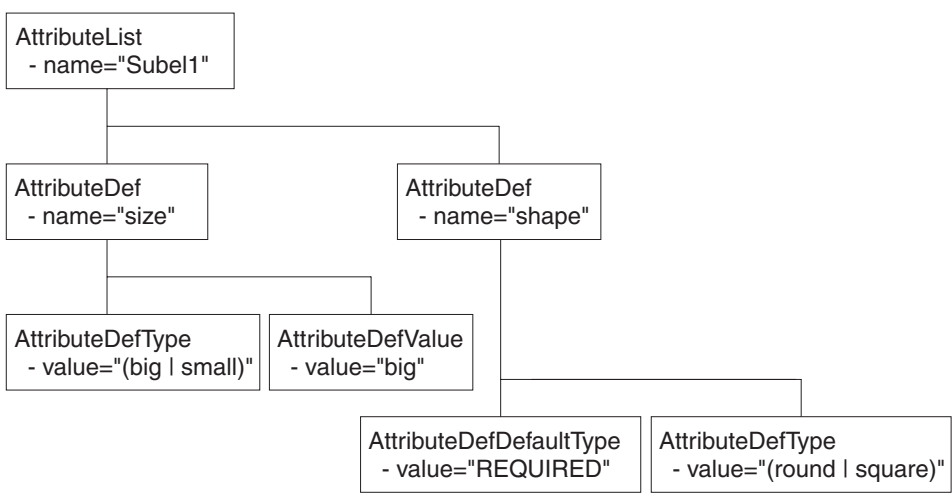 AttributeList
- name="Subel1"
AttributeDef
- name="size"
AttributeDef
- name="shape"
AttributeDefType
- value="(big | small)"
AttributeDefValue
- value="big"
AttributeDefDefaultType
- value="REQUIRED"
AttributeDefType
- value="(round | square)"